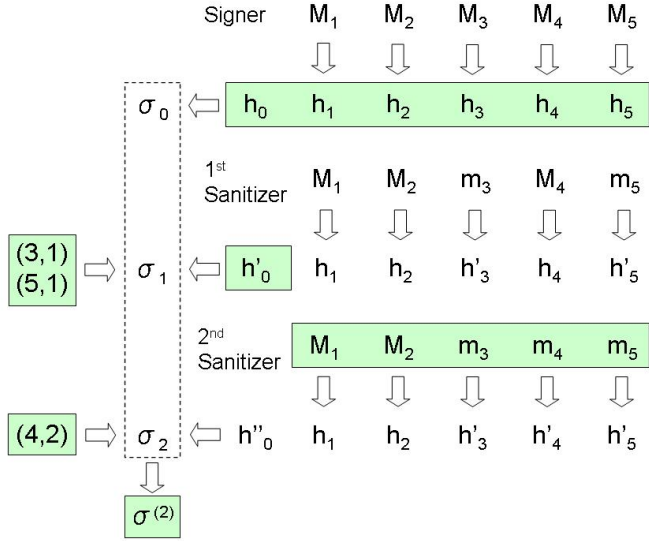 Signer M₁ M₂ M₃ M₄ M₅
σ₀ h₀ h₁ h₂ h₃ h₄ h₅
1st
Sanitizer M₁ M₂ m₃ M₄ m₅
(3,1)
(5,1)
σ₁ h'₀ h₁ h₂ h'₃ h₄ h'₅
2nd
Sanitizer M₁ M₂ m₃ m₄ m₅
(4,2) σ₂ h''₀ h₁ h₂ h'₃ h'₄ h'₅
σ⁽²⁾